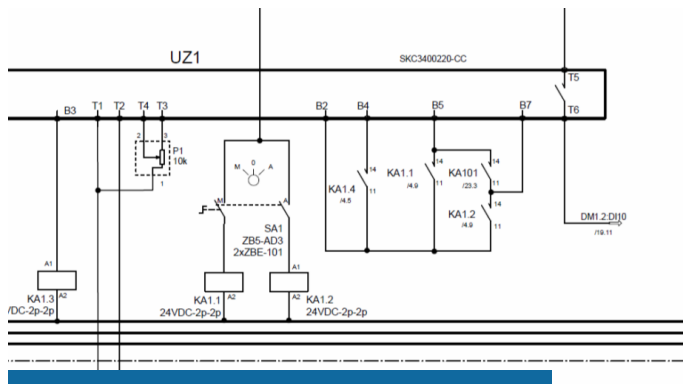 UZ1 SKC3400220-CC
T5
B3 T1 T2 T4 T3 B2 B4 B5 B7 T6
2 3
P1
10k
1
M 0 A
14
KA1.4
11
/4.5
14
KA1.1
11
/4.9
14
KA101
11
/23.3
14
KA1.2
11
/4.9
DM1.2:DI10
/19.11
M A
SA1
ZB5-AD3
2xZBE-101
A1
A2
KA1.3
/DC-2p-2p
A1
A2
KA1.1
24VDC-2p-2p
A1
A2
KA1.2
24VDC-2p-2p